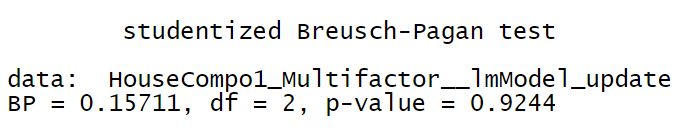 studentized Breusch-Pagan test
data:  HouseCompo1_Multifactor__lmModel_update
BP = 0.15711, df = 2, p-value = 0.9244